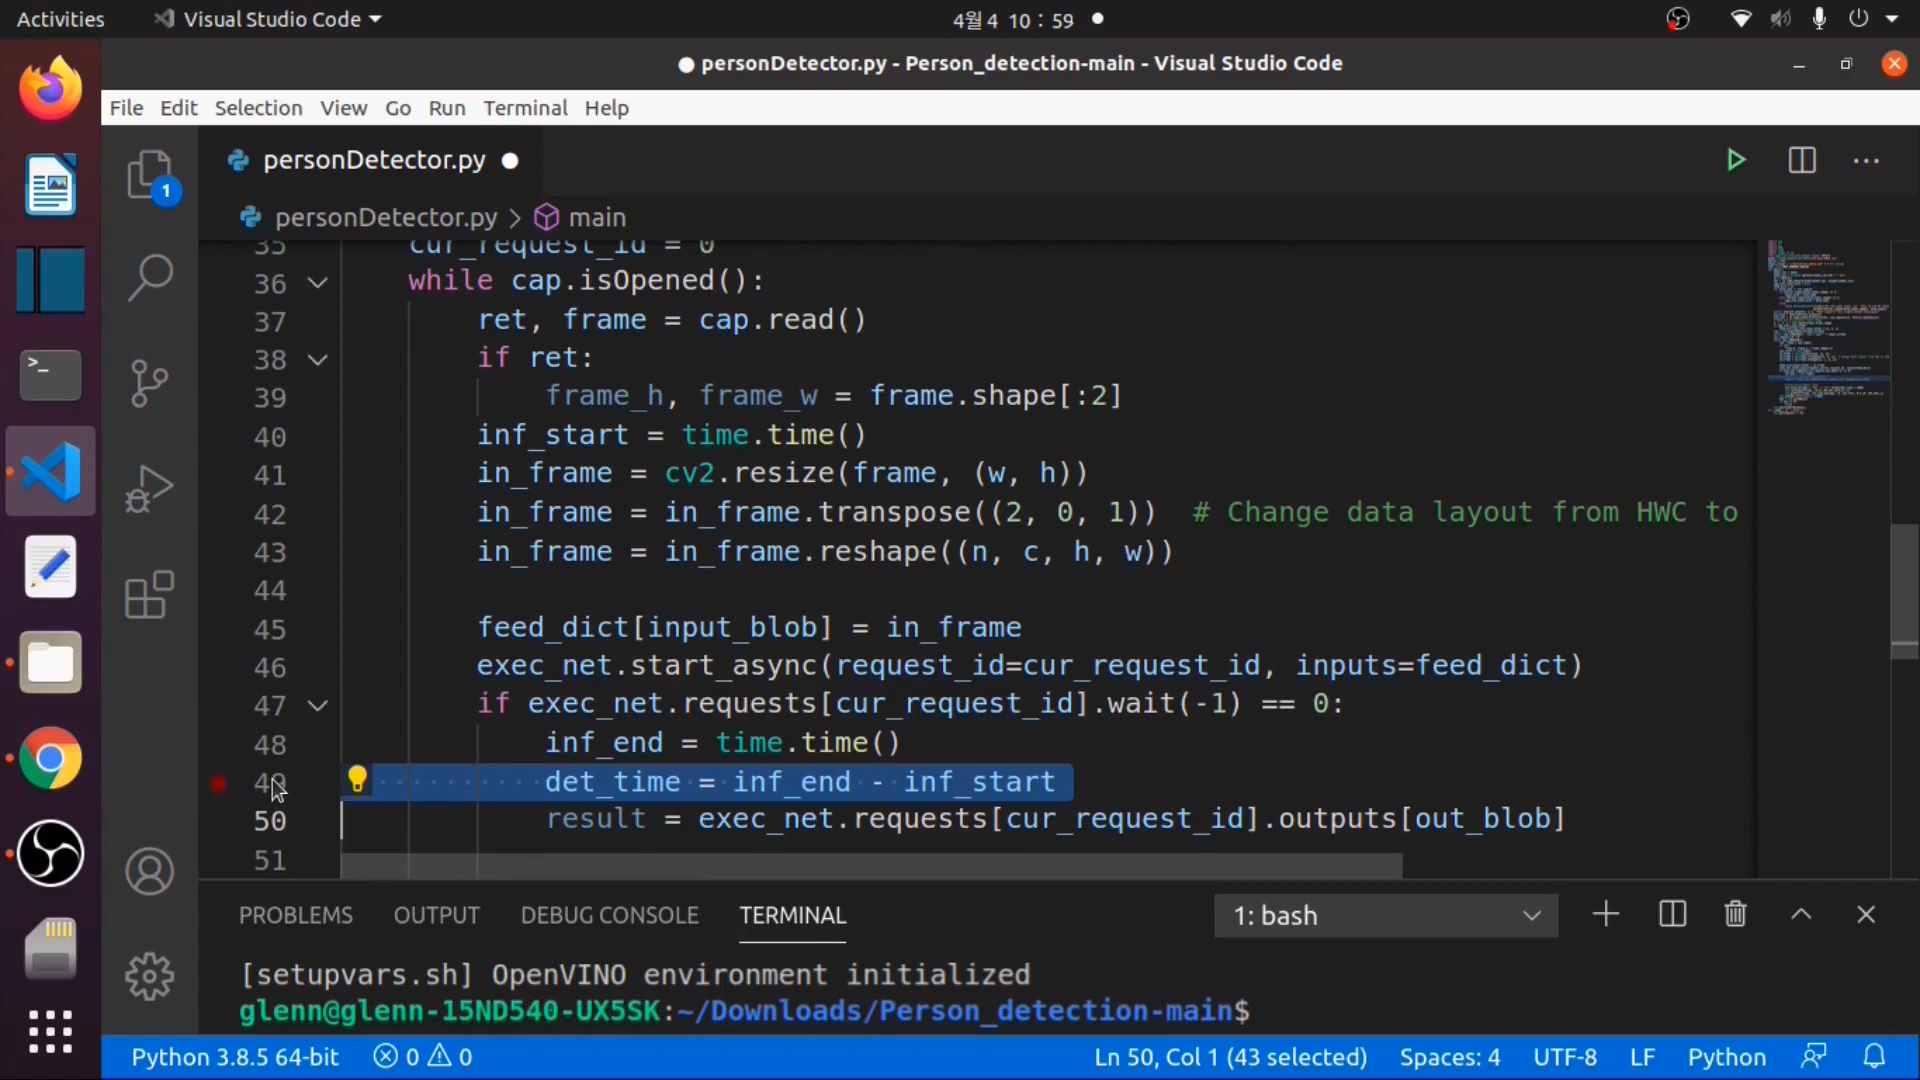 Activities
Visual Studio Code
4월 4 10 : 59
personDetector.py - Person_detection-main - Visual Studio Code
File Edit Selection View Go Run Terminal Help
1
personDetector.py
personDetector.py > main
35 cur_request_id = 0
36 while cap.isOpened():
37 ret, frame = cap.read()
38 if ret:
39 frame_h, frame_w = frame.shape[:2]
40 inf_start = time.time()
41 in_frame = cv2.resize(frame, (w, h))
42 in_frame = in_frame.transpose((2, 0, 1))  # Change data layout from HWC to
43 in_frame = in_frame.reshape((n, c, h, w))
44
45 feed_dict[input_blob] = in_frame
46 exec_net.start_async(request_id=cur_request_id, inputs=feed_dict)
47 if exec_net.requests[cur_request_id].wait(-1) == 0:
48 inf_end = time.time()
49 det_time = inf_end - inf_start
50 result = exec_net.requests[cur_request_id].outputs[out_blob]
51
PROBLEMS OUTPUT DEBUG CONSOLE TERMINAL
1: bash
[setupvars.sh] OpenVINO environment initialized
glenn@glenn-15ND540-UX5SK:~/Downloads/Person_detection-main$
Python 3.8.5 64-bit 0 0 Ln 50, Col 1 (43 selected) Spaces: 4 UTF-8 LF Python